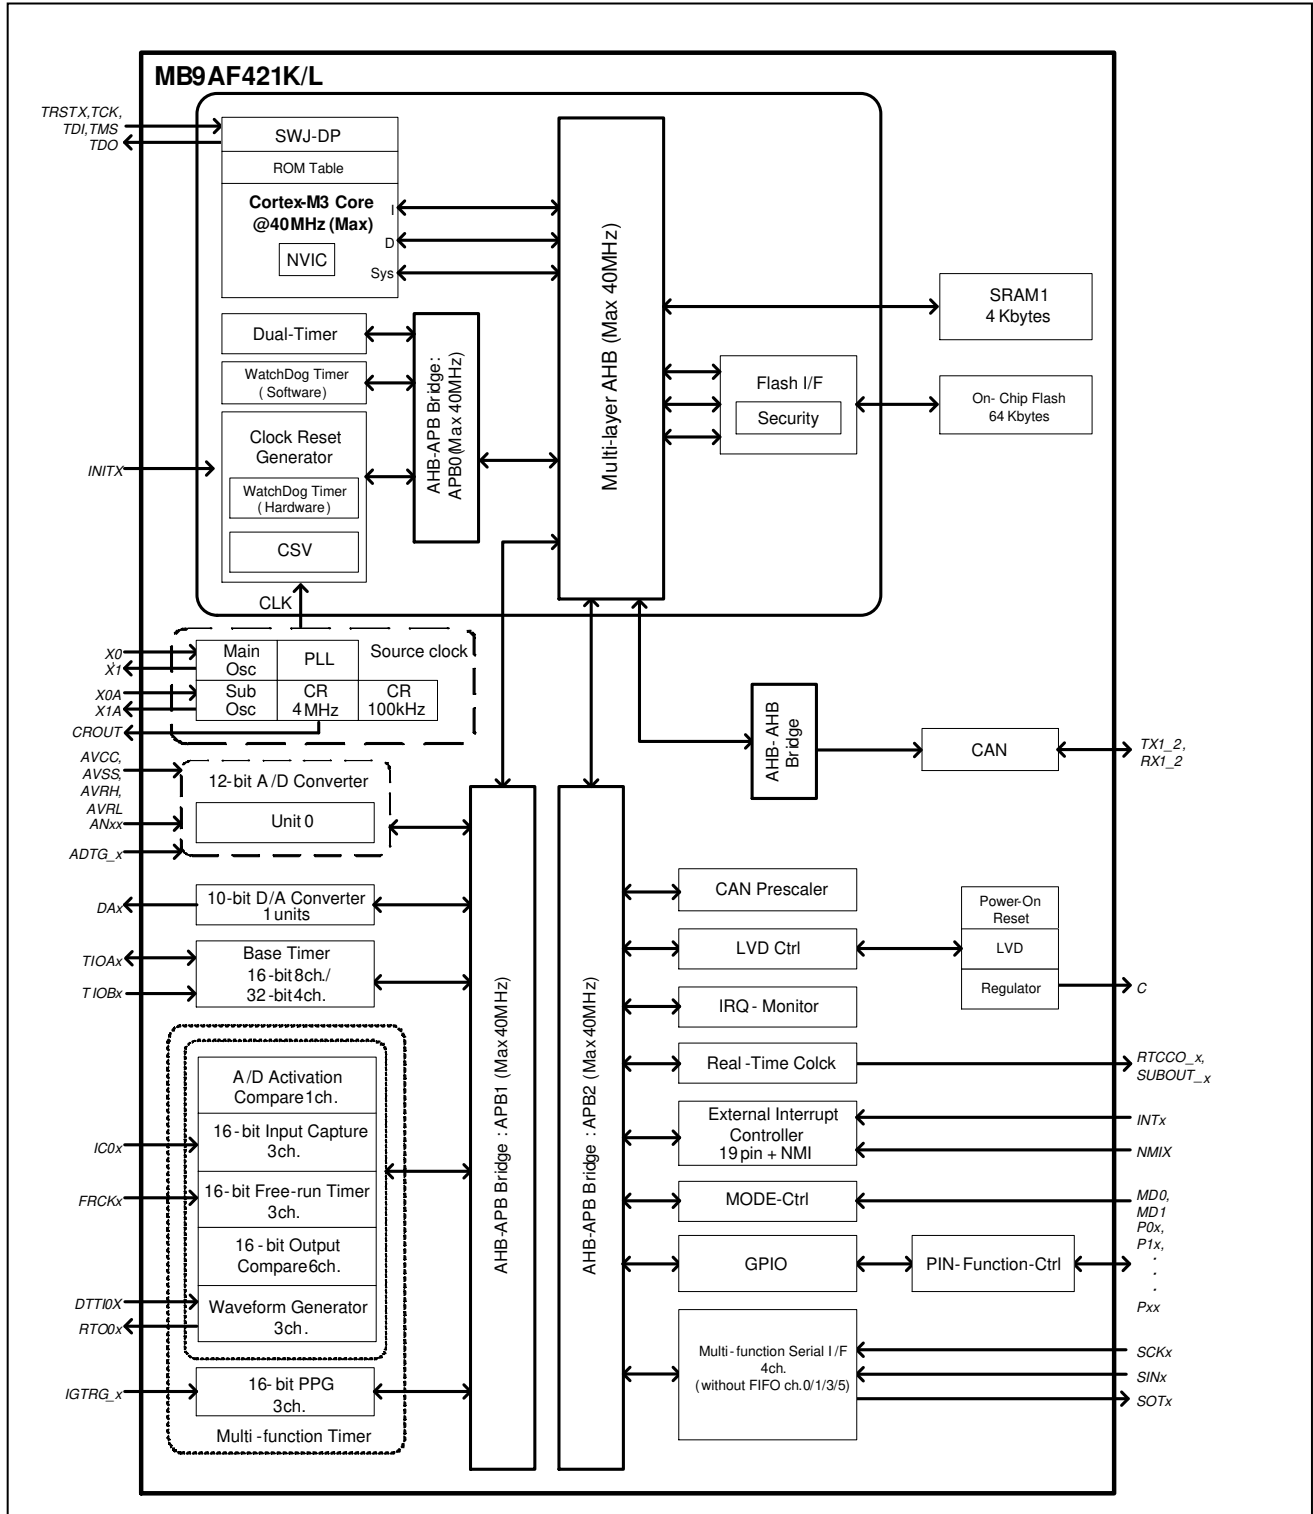 MB9AF421K/L
TRSTX,TCK,
TDI,TMS
TDO
SWJ-DP
ROM Table
Cortex-M3 Core
@40MHz (Max)
I
D
NVIC
Sys
Multi-layer AHB (Max 40MHz)
SRAM1
4 Kbytes
Dual-Timer
WatchDog Timer
(Software)
AHB-APB Bridge:
APB0(Max 40MHz)
Flash I/F
Security
On-Chip Flash
64 Kbytes
INITX
Clock Reset
Generator
WatchDog Timer
(Hardware)
CSV
CLK
X0
X1
X0A
X1A
CROUT
Main
Osc
PLL
Source clock
Sub
Osc
CR
4MHz
CR
100kHz
AHB-AHB
Bridge
CAN
TX1_2,
RX1_2
AVCC,
AVSS,
AVRH,
AVRL
ANxx
ADTG_x
12-bit A/D Converter
Unit 0
DAx
10-bit D/A Converter
1units
TIOAx
TIOBx
Base Timer
16-bit 8ch./
32-bit 4ch.
AHB-APB Bridge : APB1 (Max 40MHz)
AHB-APB Bridge : APB2 (Max 40MHz)
CAN Prescaler
LVD Ctrl
Power-On
Reset
LVD
Regulator
C
IRQ-Monitor
Real-Time Colck
RTCCO_x,
SUBOUT_x
External Interrupt
Controller
19pin + NMI
INTx
NMIX
MODE-Ctrl
MD0,
MD1
GPIO
PIN-Function-Ctrl
P0x,
P1x,
.
.
.
Pxx
Multi-function Serial I/F
4ch.
(without FIFO ch.0/1/3/5)
SCKx
SINx
SOTx
A/D Activation
Compare 1ch.
IC0x
16-bit Input Capture
3ch.
FRCKx
16-bit Free-run Timer
3ch.
16-bit Output
Compare 6ch.
DTTI0X
RTO0x
Waveform Generator
3ch.
IGTRG_x
16-bit PPG
3ch.
Multi-function Timer